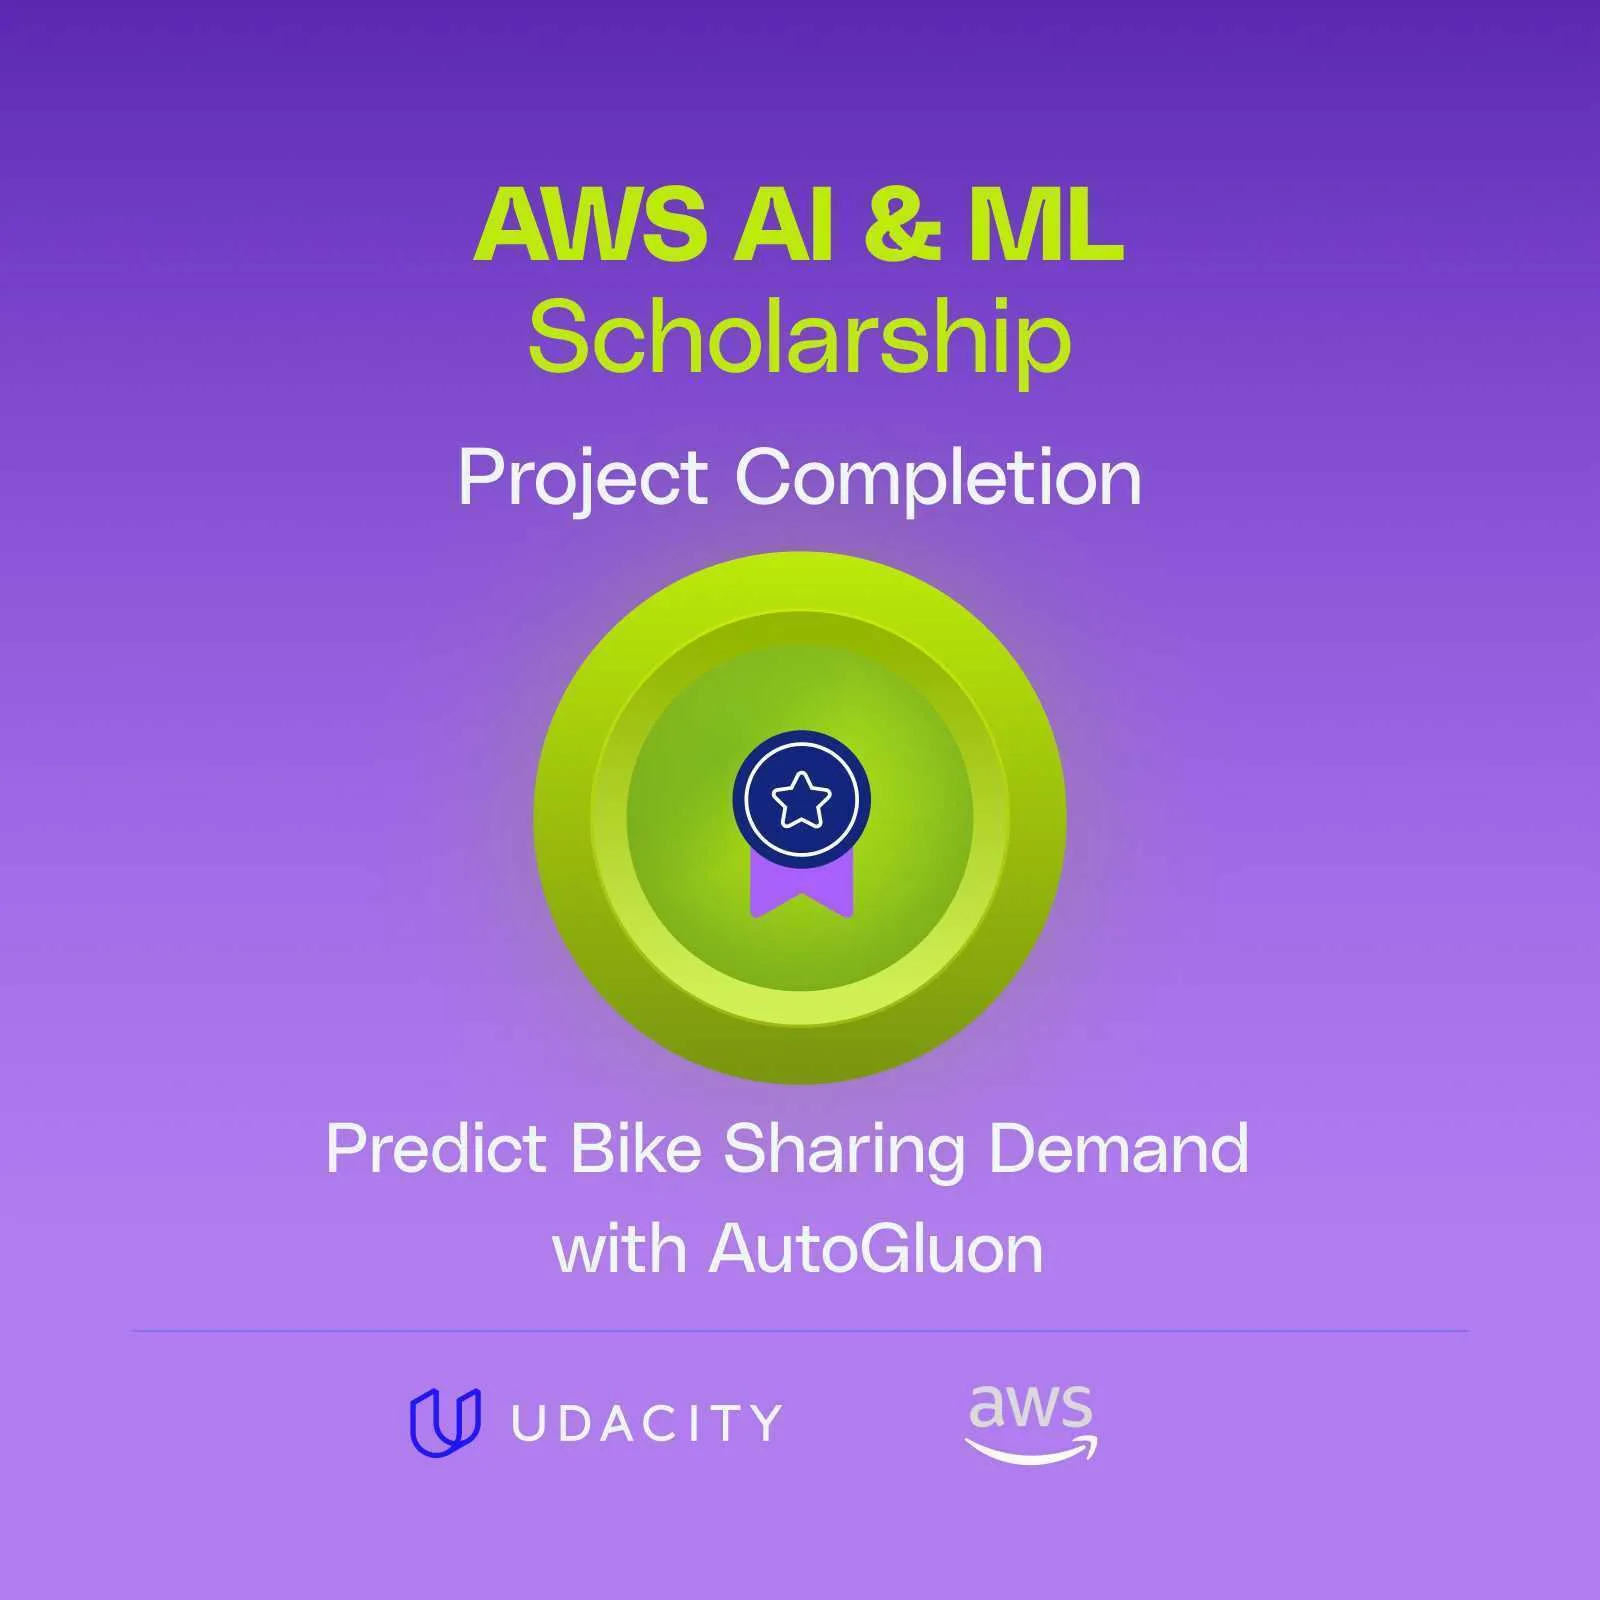 AWS AI & ML
Scholarship
Project Completion
Predict Bike Sharing Demand
with AutoGluon
UDACITY
aws